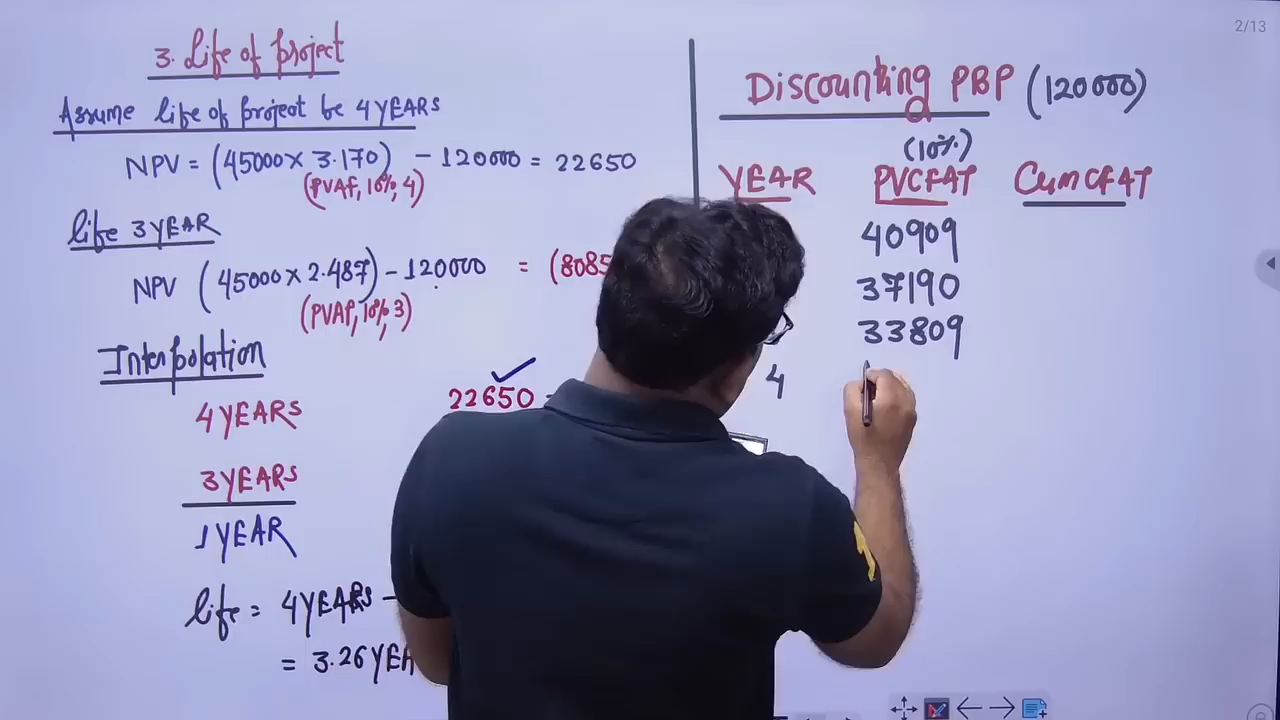 2/13
3. Life of project
Assume life of project be 4 YEARS
NPV = (45000 × 3.170) - 120000 = 22650
(PVAF, 10%, 4)
life 3 YEAR
NPV (45000 × 2.487) - 120000 = (8085
(PVAF, 10%, 3)
Interpolation
4 YEARS
22650
3 YEARS
1 YEAR
life = 4 YEARS -
= 3.26 YEA
Discounting PBP (120000)
(10%)
YEAR PVCFAT CumCFAT
40909
37190
33809
4